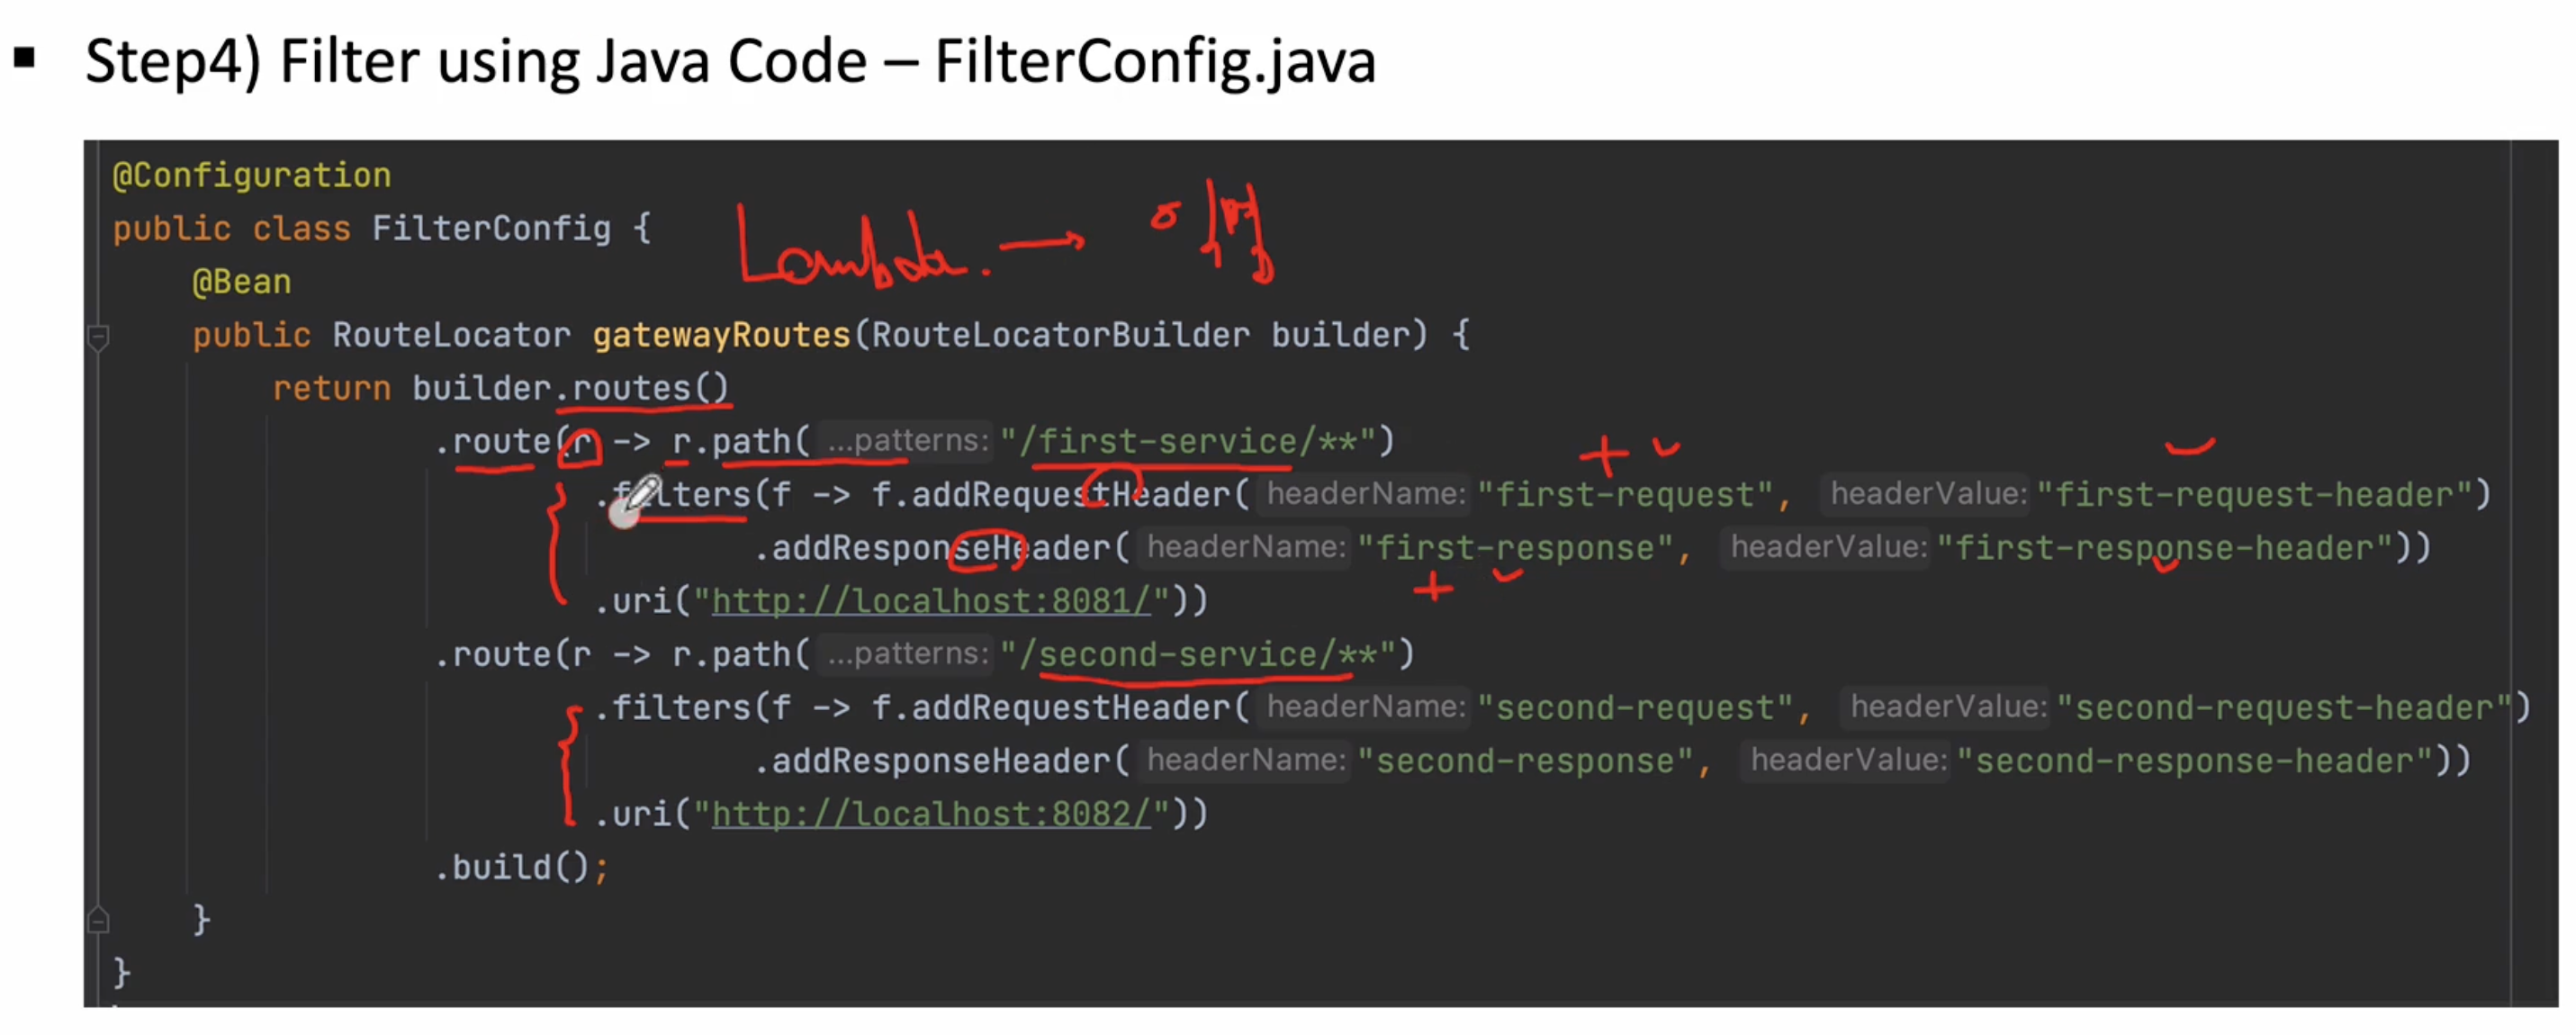 ▪ Step4) Filter using Java Code – FilterConfig.java
@Configuration
public class FilterConfig {
Lambda. →
@Bean
public RouteLocator gatewayRoutes(RouteLocatorBuilder builder) {
return builder.routes()
.route(r -> r.path( ...patterns: "/first-service/**")
.filters(f -> f.addRequestHeader( headerName: "first-request", headerValue: "first-request-header")
.addResponseHeader( headerName: "first-response", headerValue: "first-response-header"))
.uri("http://localhost:8081/"))
.route(r -> r.path( ...patterns: "/second-service/**")
.filters(f -> f.addRequestHeader( headerName: "second-request", headerValue: "second-request-header")
.addResponseHeader( headerName: "second-response", headerValue: "second-response-header"))
.uri("http://localhost:8082/"))
.build();
}
}